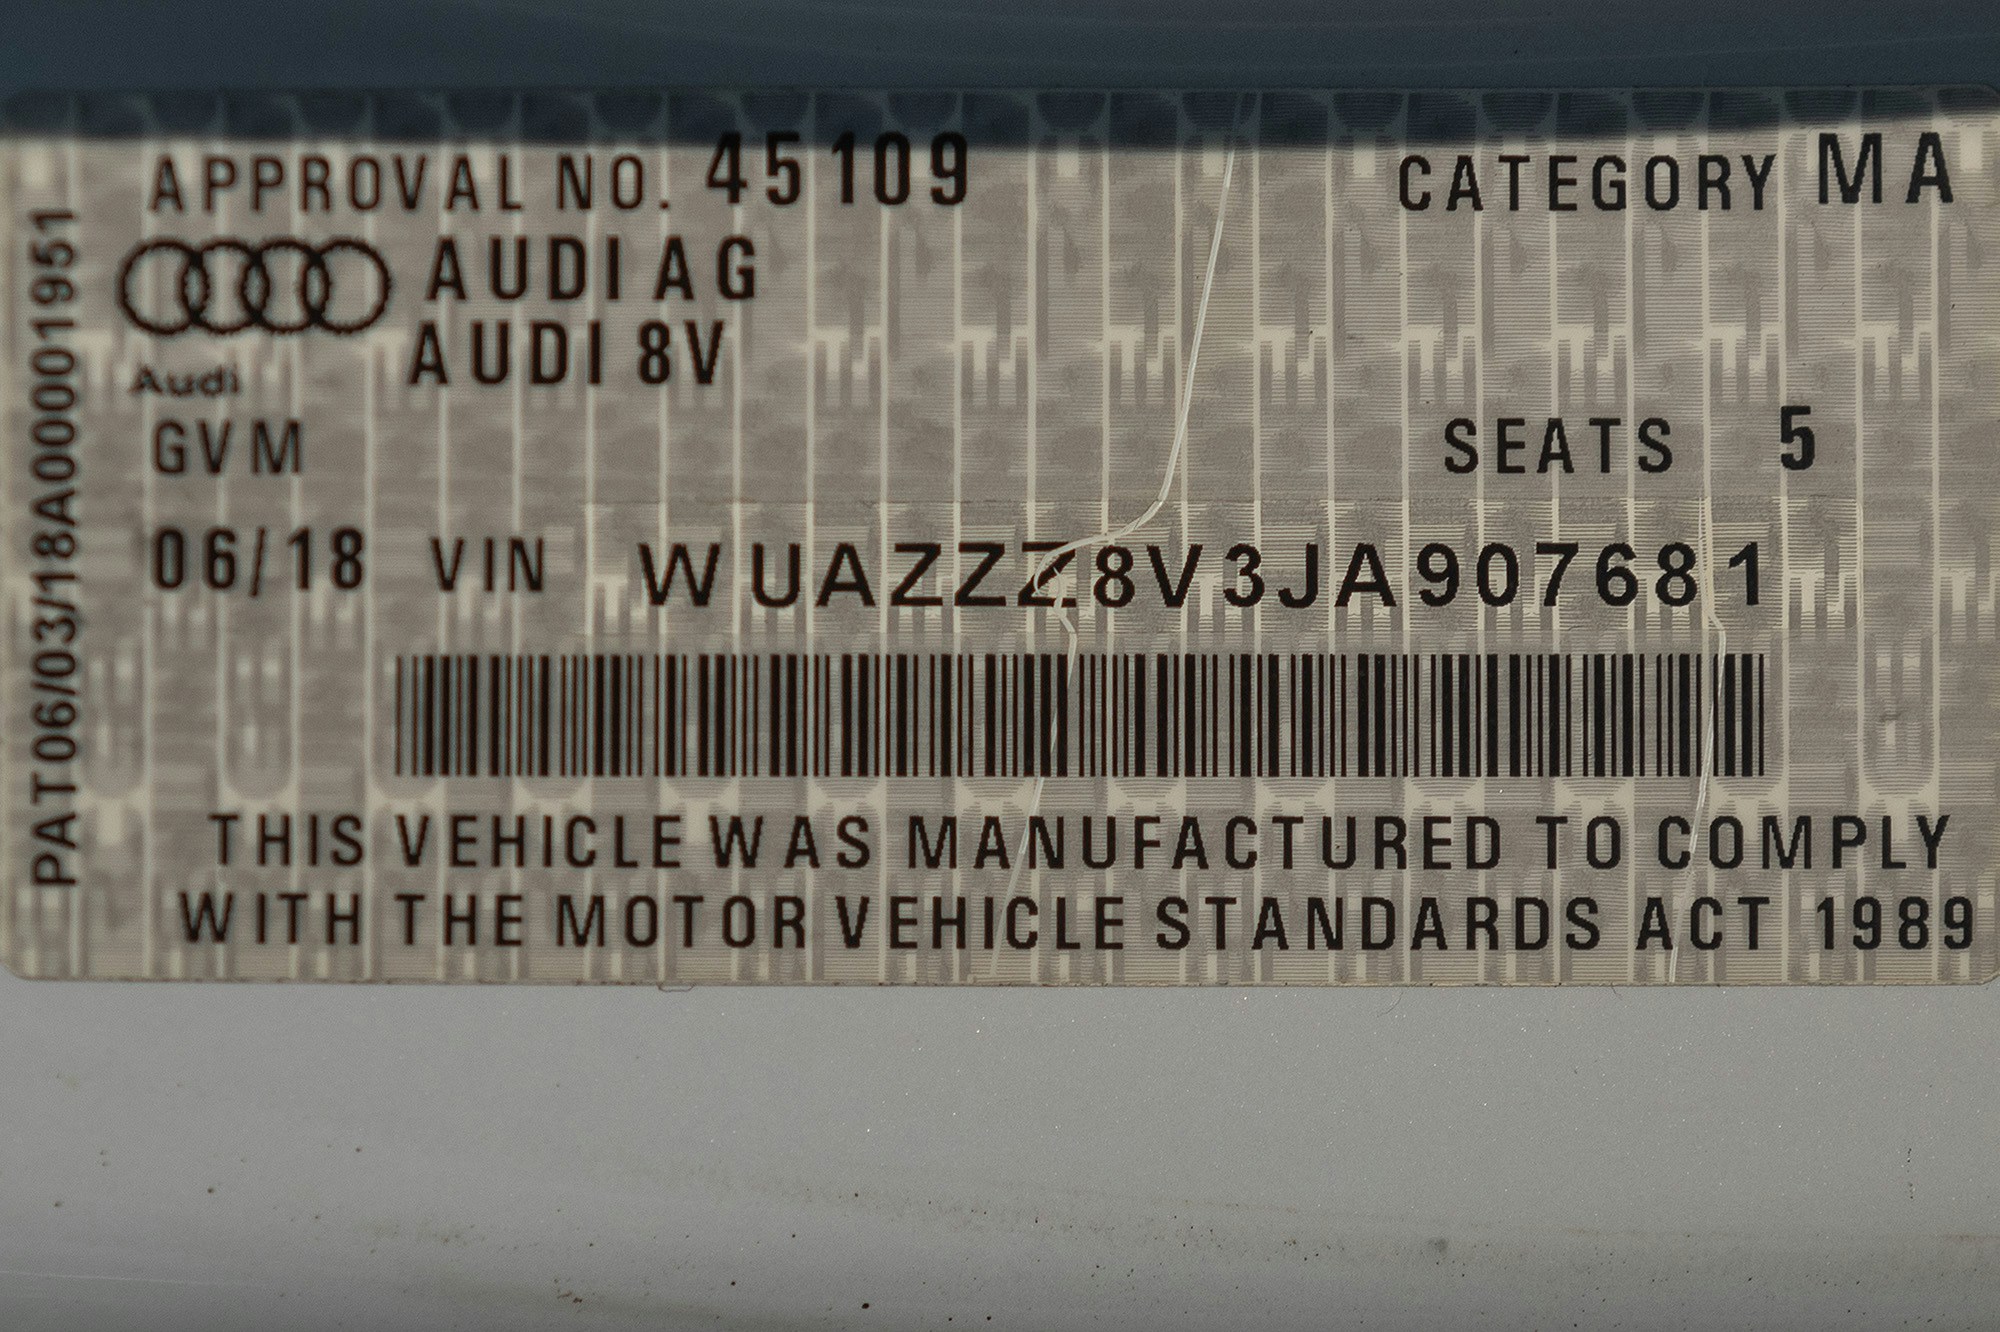 APPROVAL NO. 45109 CATEGORY MA
AUDI AG
AUDI 8V
Audi
GVM SEATS 5
06/18 VIN WUAZZZ8V3JA907681
THIS VEHICLE WAS MANUFACTURED TO COMPLY
WITH THE MOTOR VEHICLE STANDARDS ACT 1989
PAT06/03/18A00001951